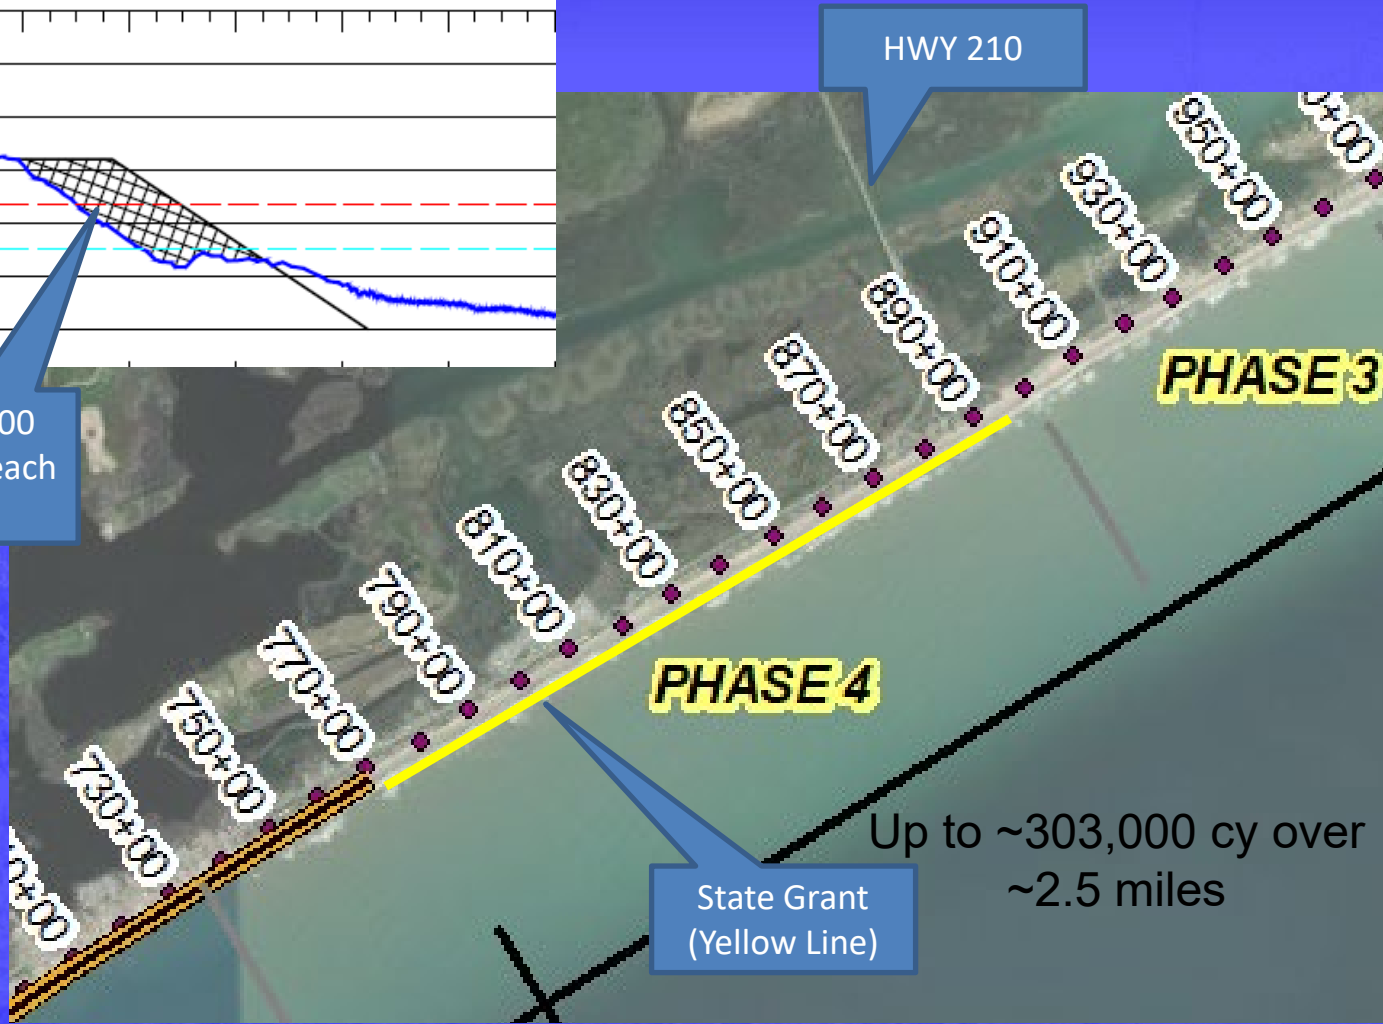 HWY 210
950+00
930+00
910+00
890+00
PHASE 3
870+00
850+00
830+00
810+00
PHASE 4
790+00
770+00
750+00
730+00
Up to ~303,000 cy over
~2.5 miles
State Grant
(Yellow Line)